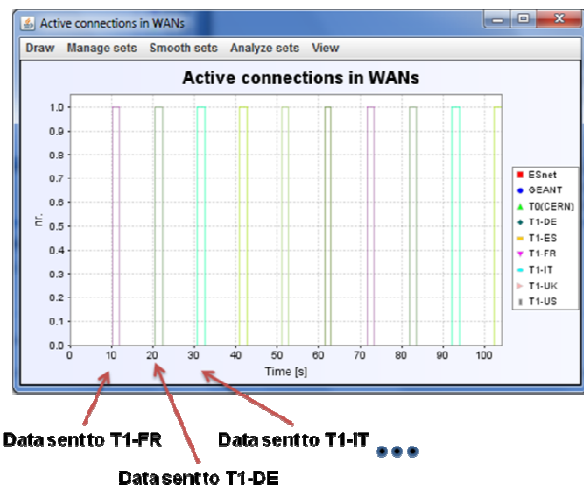 Active connections in WANs
Draw Manage sets Smooth sets Analyze sets View
Active connections in WANs
1.0
0.9
0.8
0.7
0.6
0.5
0.4
0.3
0.2
0.1
0.0
nr.
0 10 20 30 40 50 60 70 80 90 100
Time [s]
ESnet
GEANT
T0(CERN)
T1-DE
T1-ES
T1-FR
T1-IT
T1-UK
T1-US
Data sent to T1-FR
Data sent to T1-IT
Data sent to T1-DE